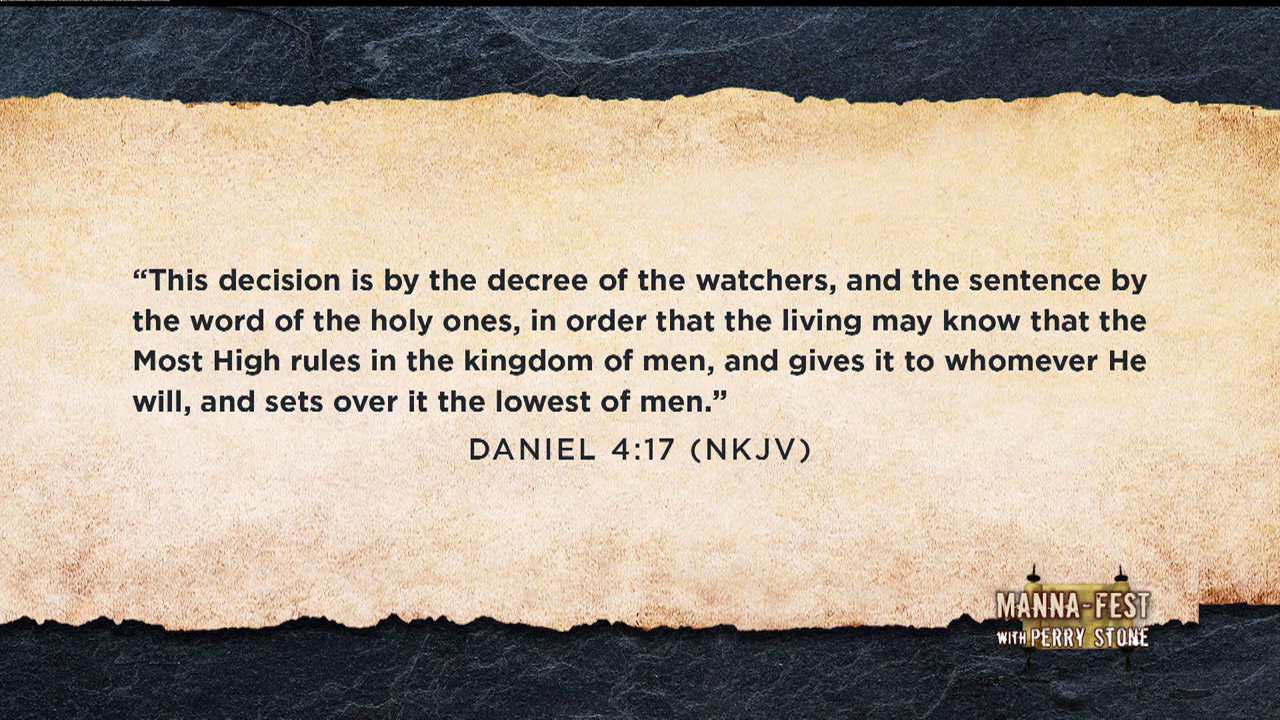 “This decision is by the decree of the watchers, and the sentence by
the word of the holy ones, in order that the living may know that the
Most High rules in the kingdom of men, and gives it to whomever He
will, and sets over it the lowest of men.”
DANIEL 4:17 (NKJV)
MANNA-FEST
WITH PERRY STONE